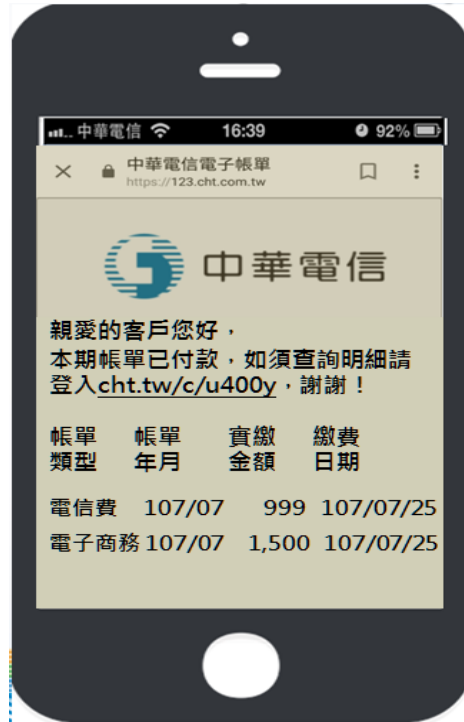 中華電信 16:39 92%
中華電信電子帳單
https://123.cht.com.tw
中華電信
親愛的客戶您好，
本期帳單已付款，如須查詢明細請
登入cht.tw/c/u400y，謝謝！
帳單 帳單 實繳 繳費
類型 年月 金額 日期
電信費 107/07 999 107/07/25
電子商務 107/07 1,500 107/07/25